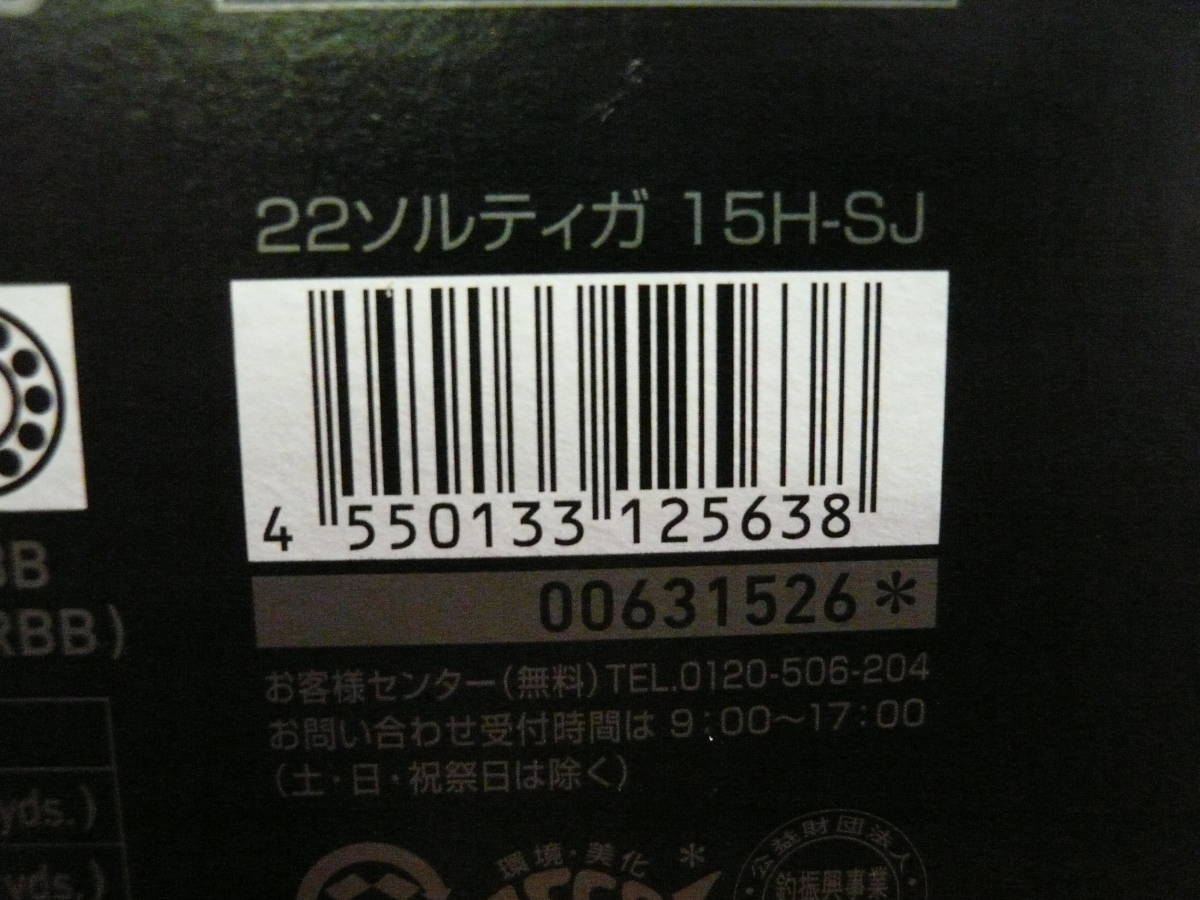 22ソルティガ 15H-SJ
4 550133 125638
00631526*
BB
RBB)
お客様センター(無料)TEL.0120-506-204
お問い合わせ受付時間は 9:00~17:00
(土・日・祝祭日は除く)
yds.)
yds.)
環境・美化 *
公益財団法人
釣振興事業